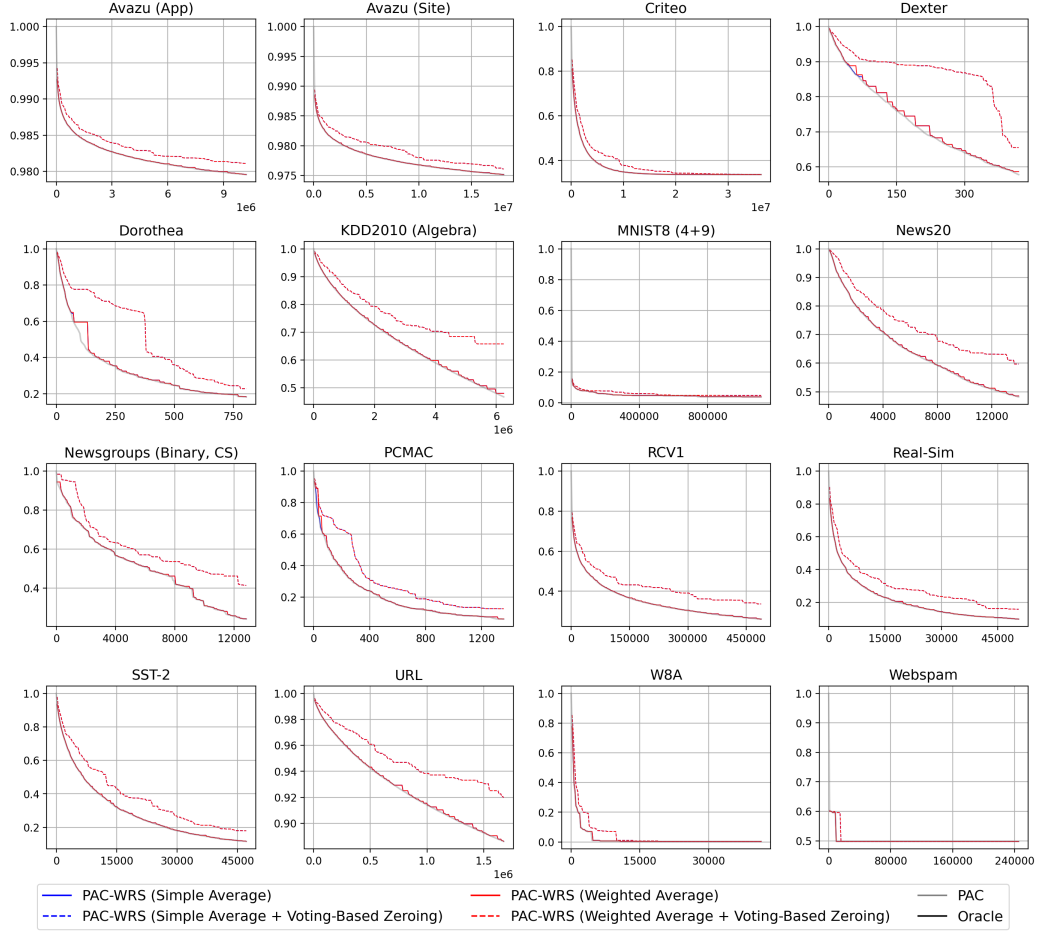 Avazu (App)
Avazu (Site)
Criteo
Dexter
1.000
0.995
0.990
0.985
0.980
0 3 6 9
1e6
1.000
0.995
0.990
0.985
0.980
0.975
0.0 0.5 1.0 1.5
1e7
1.0
0.8
0.6
0.4
0 1 2 3
1e7
1.0
0.9
0.8
0.7
0.6
0 150 300
Dorothea
KDD2010 (Algebra)
MNIST8 (4+9)
News20
1.0
0.8
0.6
0.4
0.2
0 250 500 750
1.0
0.9
0.8
0.7
0.6
0.5
0 2 4 6
1e6
1.0
0.8
0.6
0.4
0.2
0.0
0 400000 800000
1.0
0.9
0.8
0.7
0.6
0.5
0 4000 8000 12000
Newsgroups (Binary, CS)
PCMAC
RCV1
Real-Sim
1.0
0.8
0.6
0.4
0 4000 8000 12000
1.0
0.8
0.6
0.4
0.2
0 400 800 1200
1.0
0.8
0.6
0.4
0 150000 300000 450000
1.0
0.8
0.6
0.4
0.2
0 15000 30000 45000
SST-2
URL
W8A
Webspam
1.0
0.8
0.6
0.4
0.2
0 15000 30000 45000
1.00
0.98
0.96
0.94
0.92
0.90
0.0 0.5 1.0 1.5
1e6
1.0
0.8
0.6
0.4
0.2
0.0
0 15000 30000
1.0
0.9
0.8
0.7
0.6
0.5
0 80000 160000 240000
PAC-WRS (Simple Average)
PAC-WRS (Weighted Average)
PAC
PAC-WRS (Simple Average + Voting-Based Zeroing)
PAC-WRS (Weighted Average + Voting-Based Zeroing)
Oracle